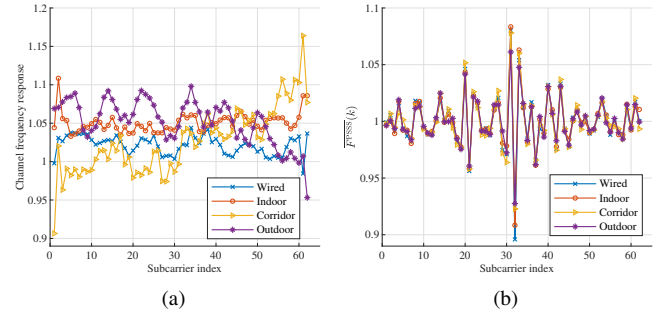 1.2
1.15
1.1
1.05
1
0.95
0.9
Channel frequency response
0 10 20 30 40 50 60
Subcarrier index
Wired
Indoor
Corridor
Outdoor
(a)
1.1
1.05
1
0.95
0.9
F^{PSSS}(k)
0 10 20 30 40 50 60
Subcarrier index
Wired
Indoor
Corridor
Outdoor
(b)